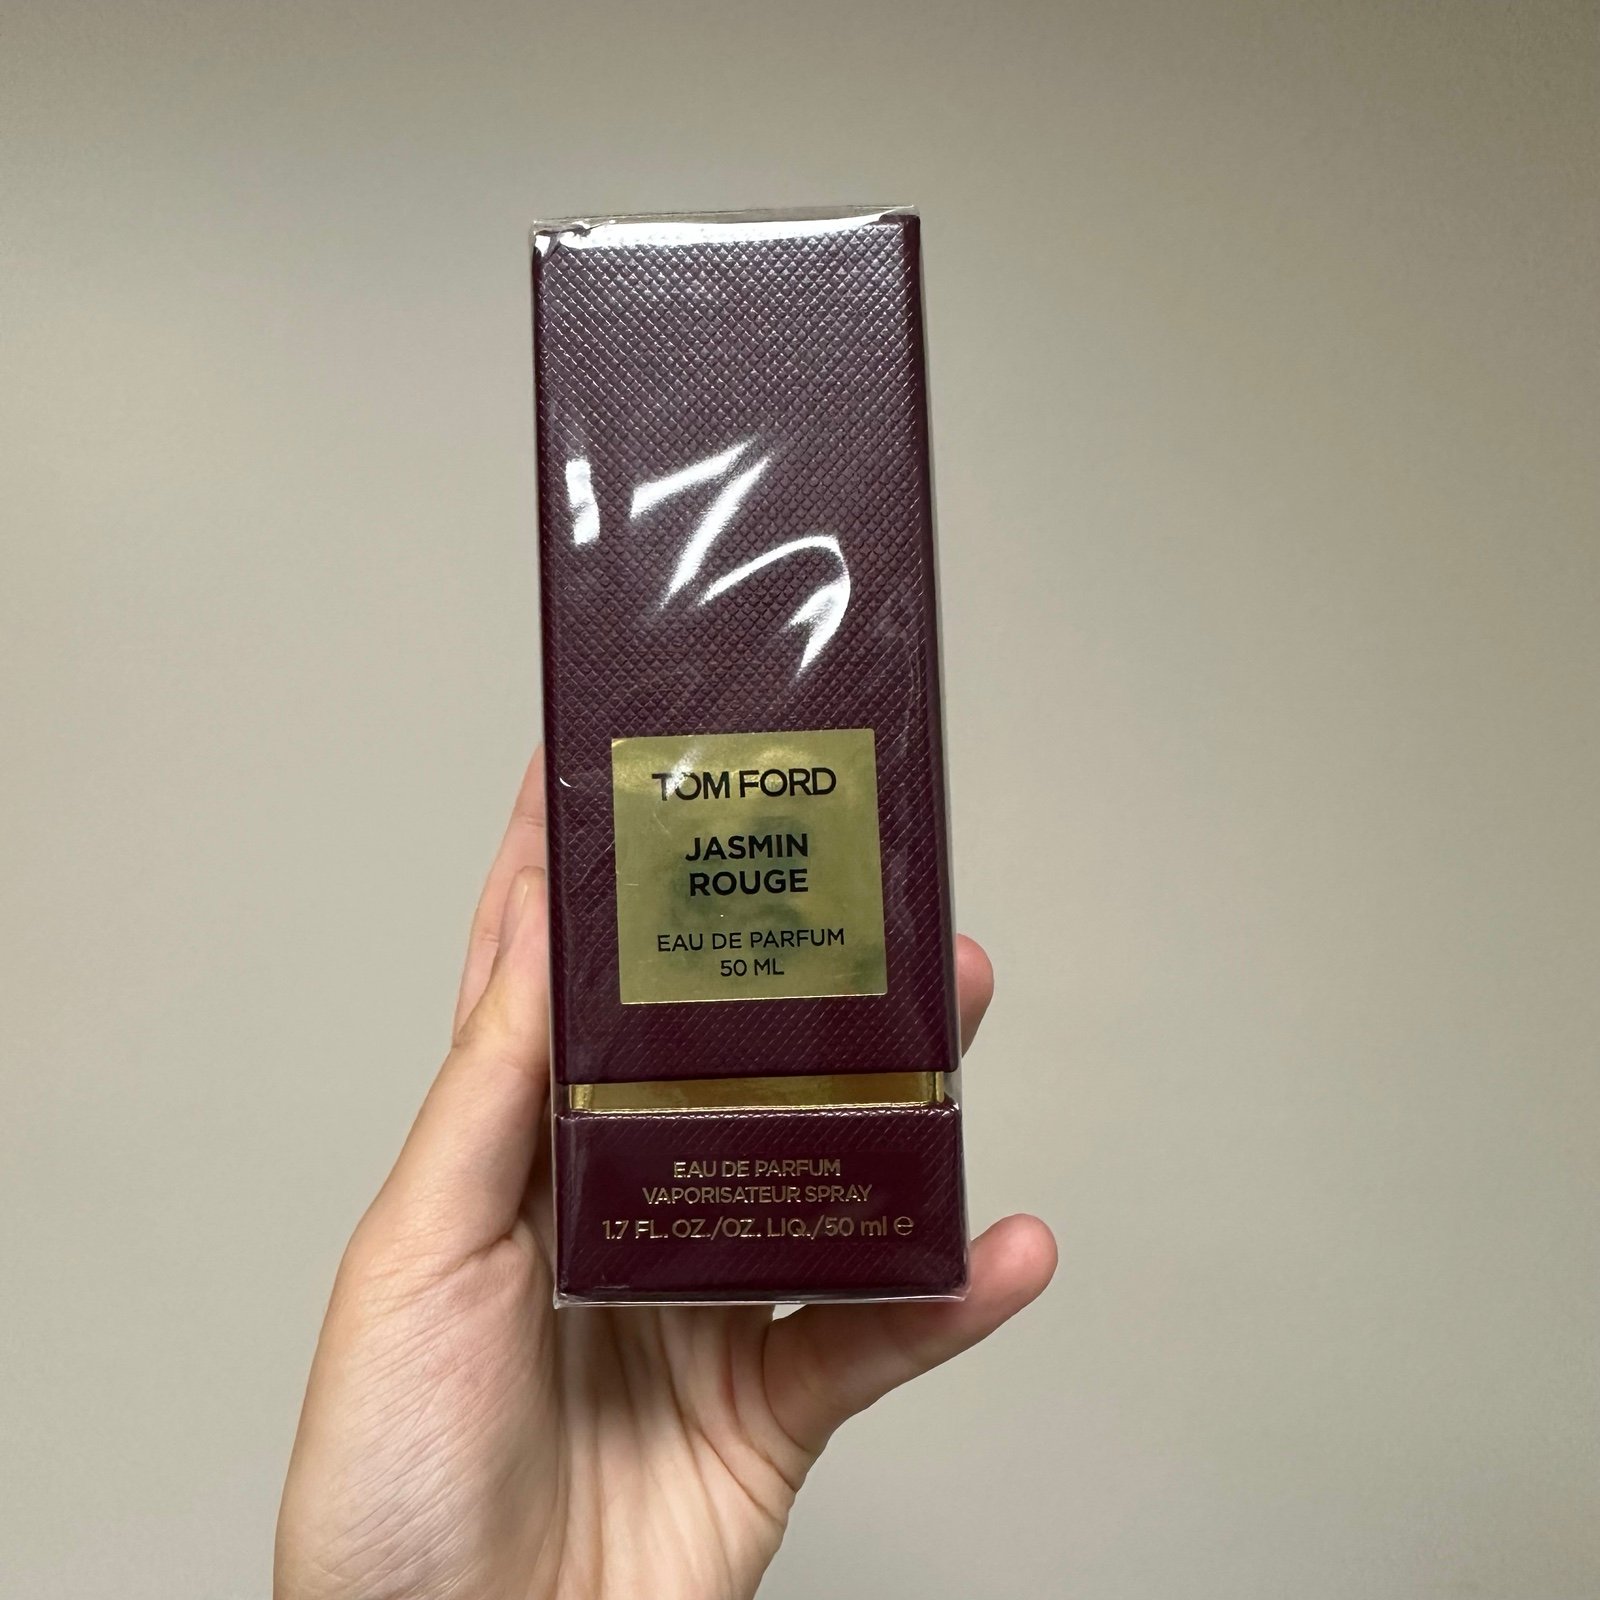 TOM FORD
JASMIN
ROUGE
EAU DE PARFUM
50 ML
EAU DE PARFUM
VAPORISATEUR SPRAY
1.7 FL. OZ./OZ. LIQ./50 ml ℮